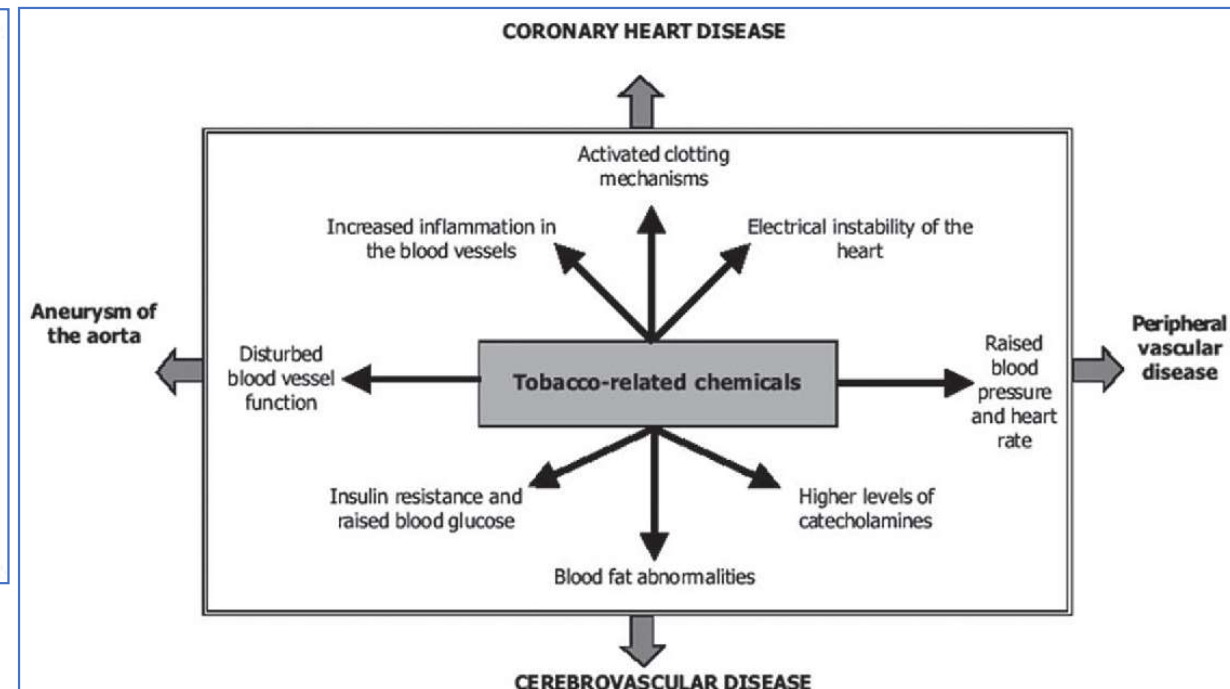 CORONARY HEART DISEASE
Activated clotting
mechanisms
Increased inflammation in
the blood vessels
Electrical instability of the
heart
Aneurysm of
the aorta
Disturbed
blood vessel
function
Tobacco-related chemicals
Raised
blood
pressure
and heart
rate
Peripheral
vascular
disease
Insulin resistance and
raised blood glucose
Higher levels of
catecholamines
Blood fat abnormalities
CEREBROVASCULAR DISEASE